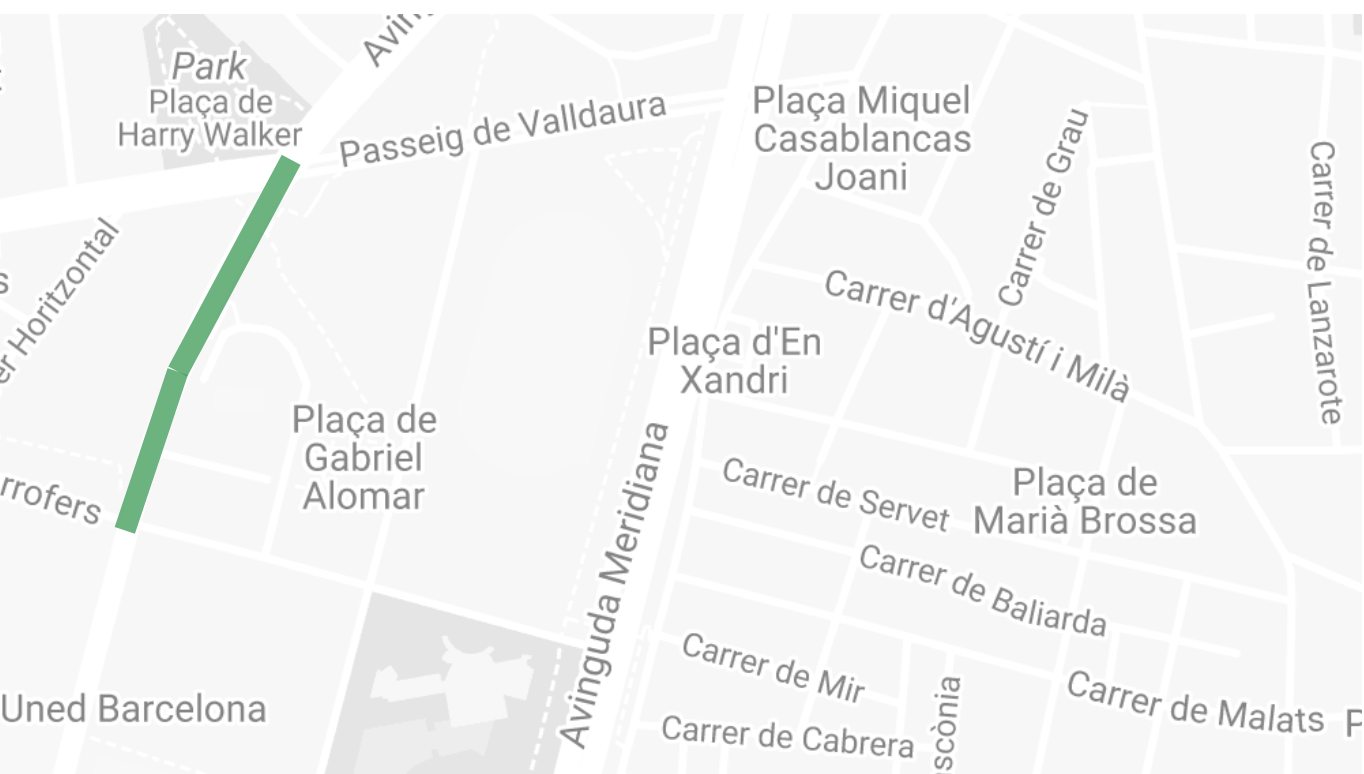 Park
Plaça de
Harry Walker
Passeig de Valldaura
Plaça Miquel
Casablancas
Joani
Carrer de Grau
Carrer de Lanzarote
Horitzontal
Carrer d'Agustí i Milà
Plaça d'En
Xandri
Plaça de
Gabriel
Alomar
Avinguda Meridiana
Carrer de Servet
Plaça de
Marià Brossa
Carrer de Baliarda
Carrer de Mir
Carrer de Malats
Uned Barcelona
Carrer de Cabrera